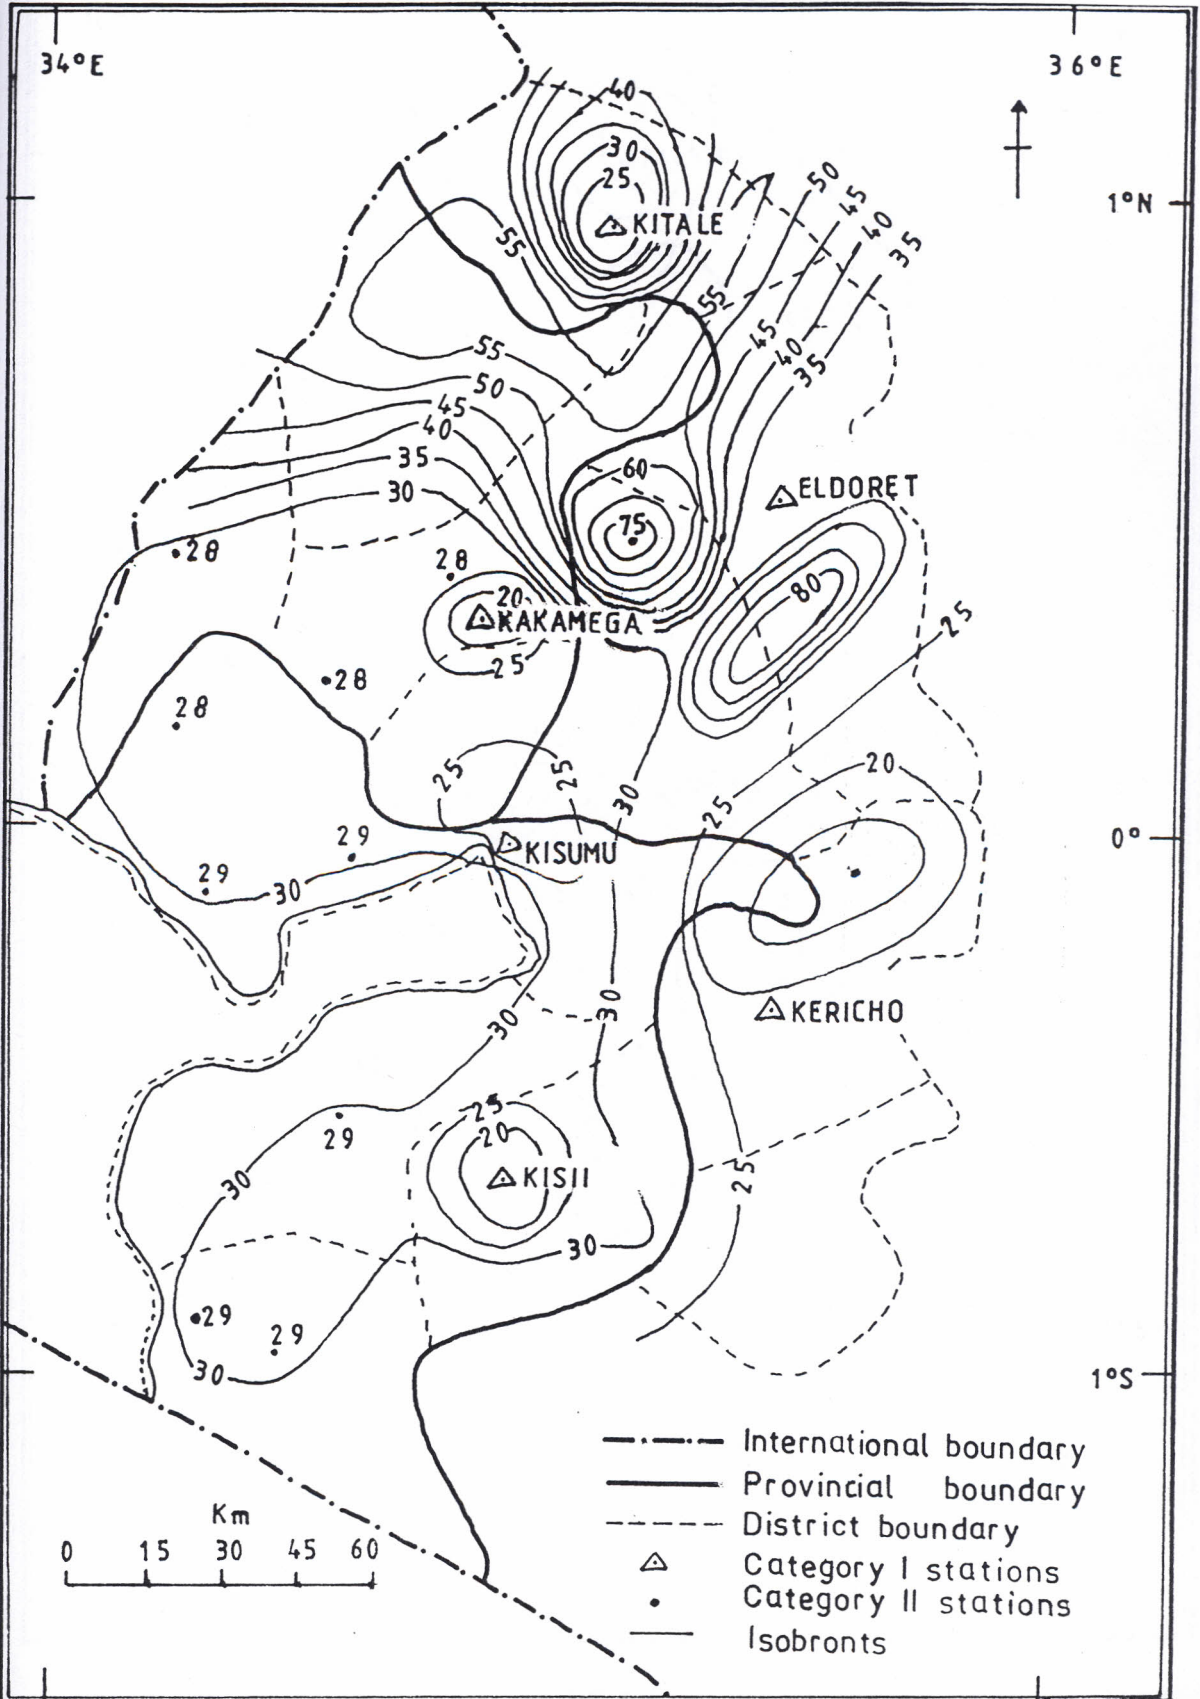 34°E
36°E
40
30
25
KITALE
50
45
40
35
1°N
55
55
45
40
35
55
50
45
40
35
30
60
75
ELDORET
28
28
20
KAKAMEGA
25
80
25
28
28
25
25
30
25
20
0°
29
KISUMU
29
30
30
30
KERICHO
25
20
29
KISII
30
25
30
29
29
30
1°S
Km
0 15 30 45 60
International boundary
Provincial boundary
District boundary
Category I stations
Category II stations
Isobronts